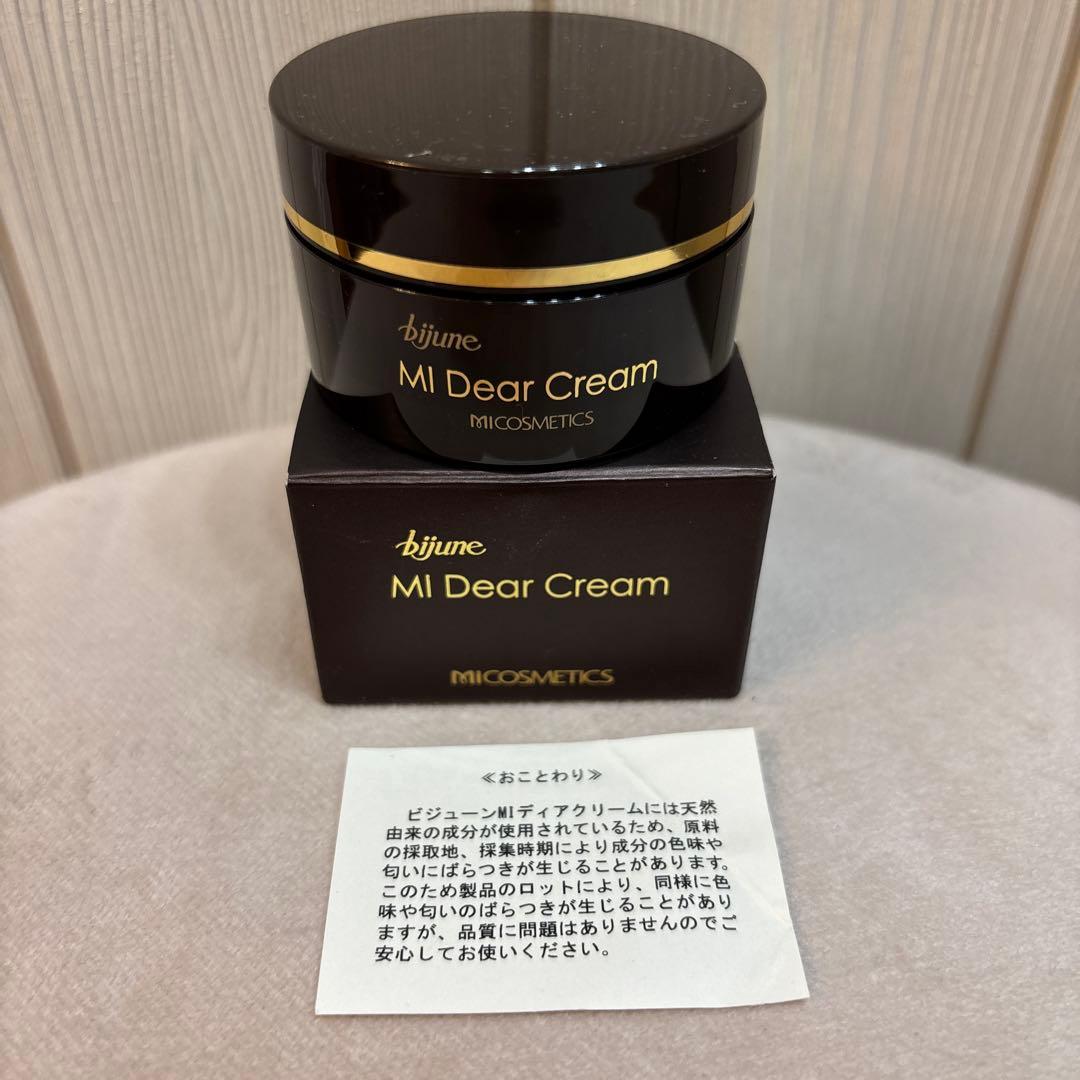 bijune
MI Dear Cream
MICOSMETICS
bijune
MI Dear Cream
MICOSMETICS
≪おことわり≫
ビジューンMIディアクリームには天然
由来の成分が使用されているため、原料
の採取地、採集時期により成分の色味や
匂いにばらつきが生じることがあります。
このため製品のロットにより、同様に色
味や匂いのばらつきが生じることがあり
ますが、品質に問題はありませんのでご
安心してお使いください。